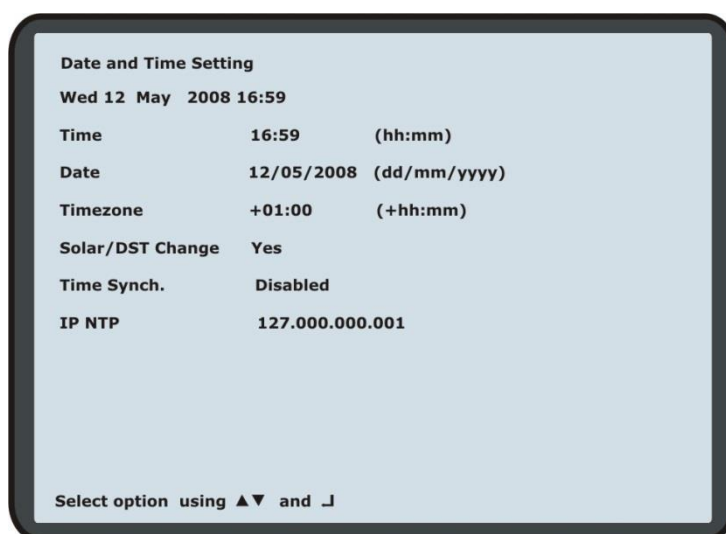 Date and Time Setting
Wed 12 May 2008 16:59
Time 16:59 (hh:mm)
Date 12/05/2008 (dd/mm/yyyy)
Timezone +01:00 (+hh:mm)
Solar/DST Change Yes
Time Synch. Disabled
IP NTP 127.000.000.001
Select option using ▲▼ and ┘